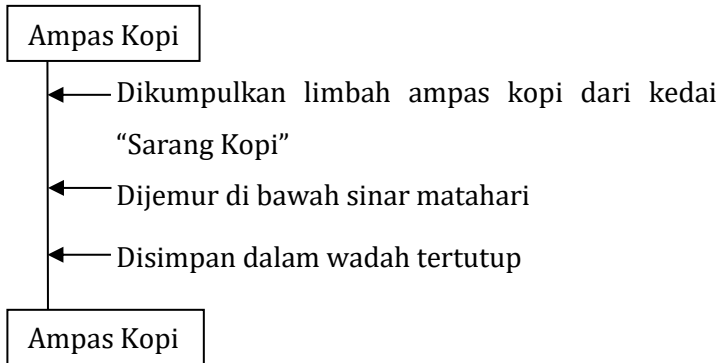 Ampas Kopi
Dikumpulkan limbah ampas kopi dari kedai
“Sarang Kopi”
Dijemur di bawah sinar matahari
Disimpan dalam wadah tertutup
Ampas Kopi